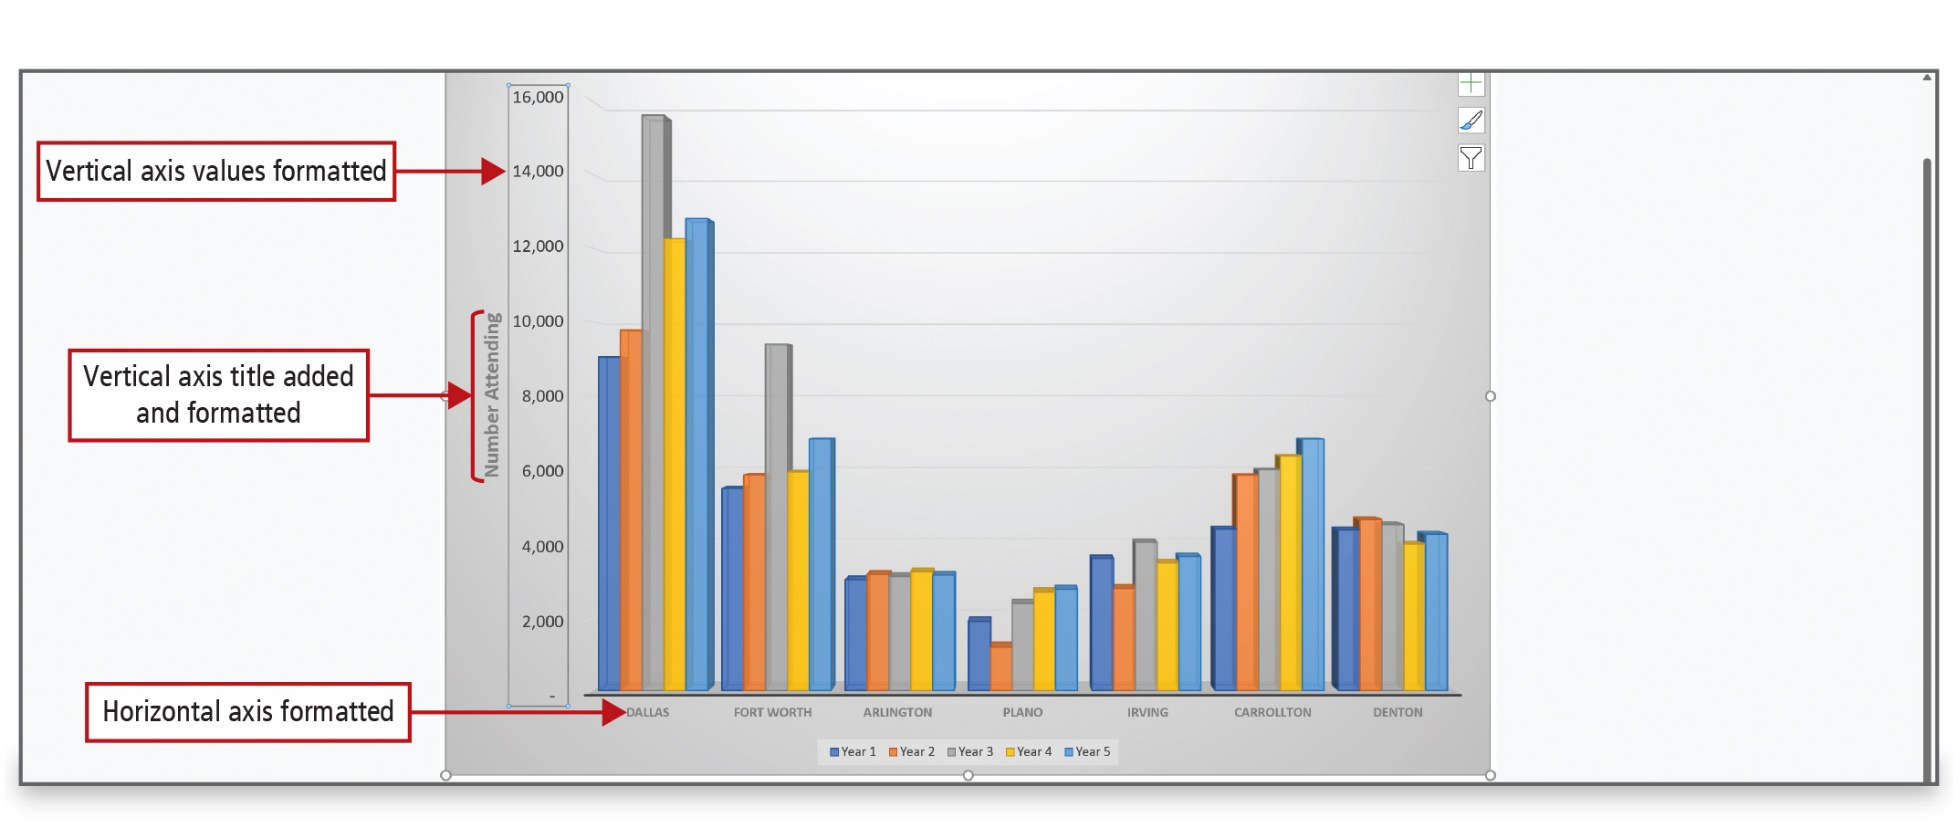 16,000
Vertical axis values formatted
14,000
12,000
10,000
Vertical axis title added
and formatted
Number Attending
8,000
6,000
4,000
2,000
-
Horizontal axis formatted
DALLAS FORT WORTH ARLINGTON PLANO IRVING CARROLLTON DENTON
Year 1 Year 2 Year 3 Year 4 Year 5